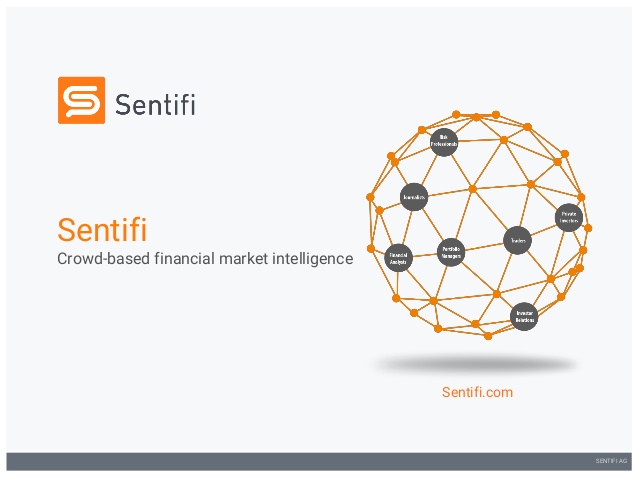 Sentifi
Risk
Professionals
Journalists
Private
Investors
Sentifi
Crowd-based financial market intelligence
Traders
Portfolio
Managers
Financial
Analysts
Investor
Relations
Sentifi.com
SENTIFI AG